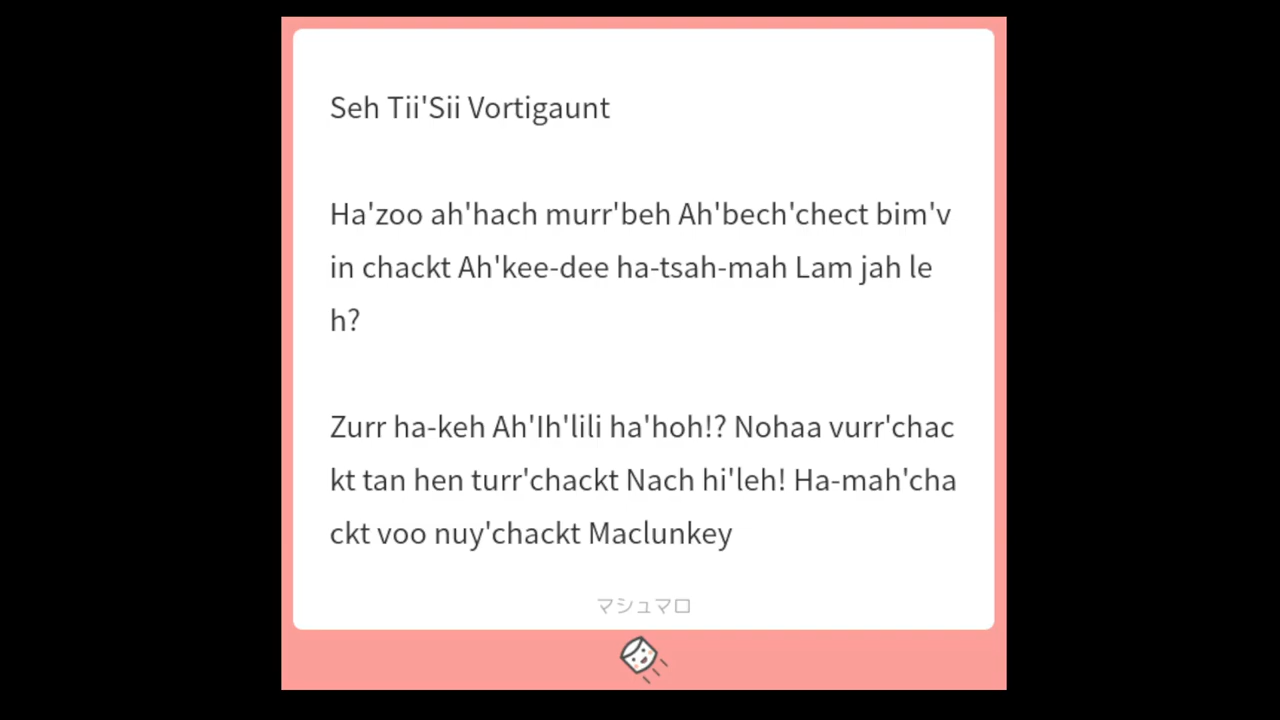 Seh Tii'Sii Vortigaunt
Ha'zoo ah'hach murr'beh Ah'bech'chect bim'v
in chackt Ah'kee-dee ha-tsah-mah Lam jah le
h?
Zurr ha-keh Ah'Ih'lili ha'hoh!? Nohaa vurr'chac
kt tan hen turr'chackt Nach hi'leh! Ha-mah'cha
ckt voo nuy'chackt Maclunkey
マシュマロ